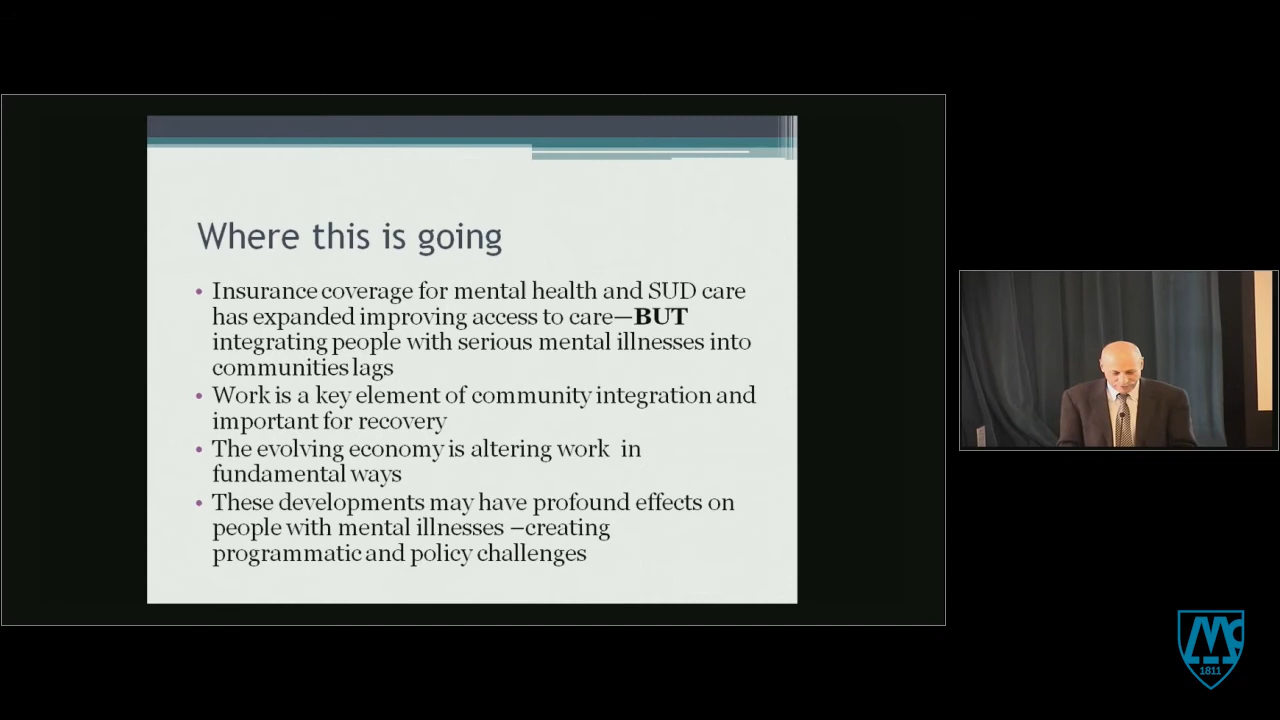 Where this is going
• Insurance coverage for mental health and SUD care
has expanded improving access to care—BUT
integrating people with serious mental illnesses into
communities lags
• Work is a key element of community integration and
important for recovery
• The evolving economy is altering work in
fundamental ways
• These developments may have profound effects on
people with mental illnesses –creating
programmatic and policy challenges
Mc
1811